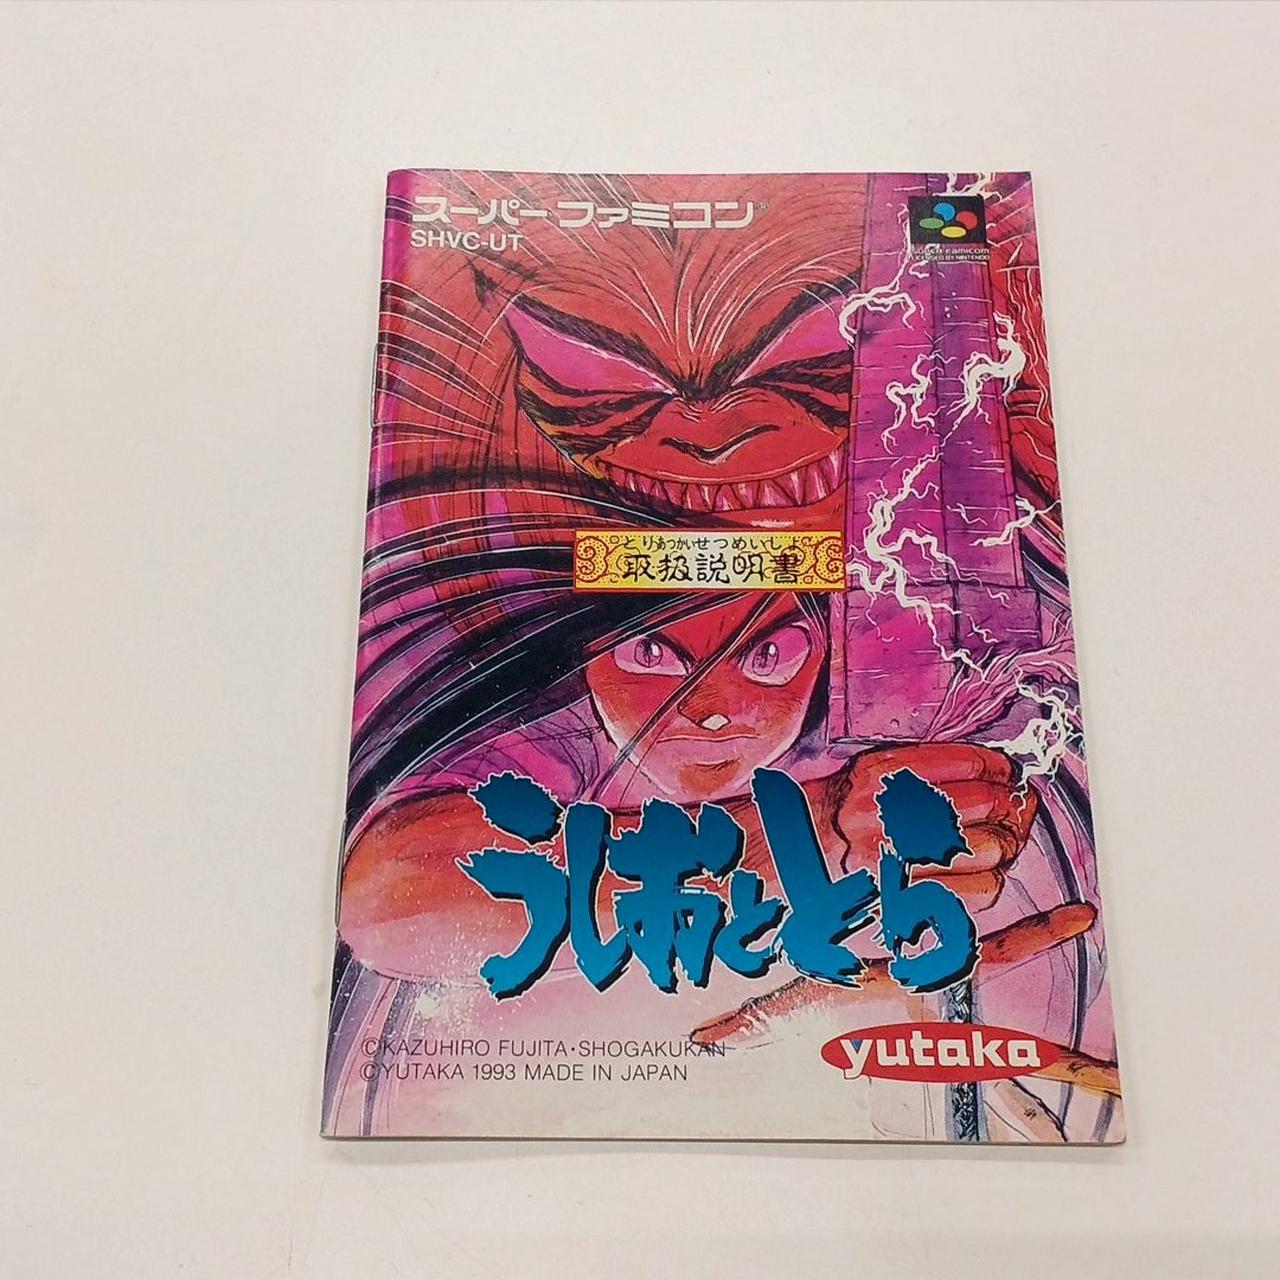 スーパーファミコン®
SHVC-UT
SUPER FAMICOM
LICENSED BY NINTENDO
とりあつかいせつめいしょ
取扱説明書
うしおととら
©KAZUHIRO FUJITA・SHOGAKUKAN
©YUTAKA 1993 MADE IN JAPAN
yutaka